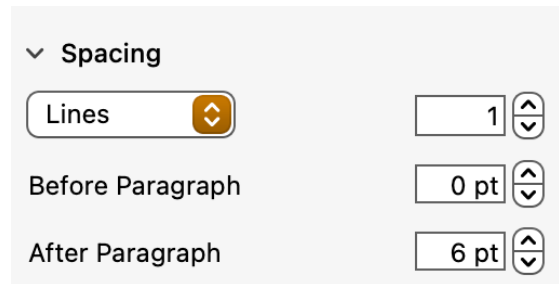 Spacing
Lines 1
Before Paragraph 0 pt
After Paragraph 6 pt